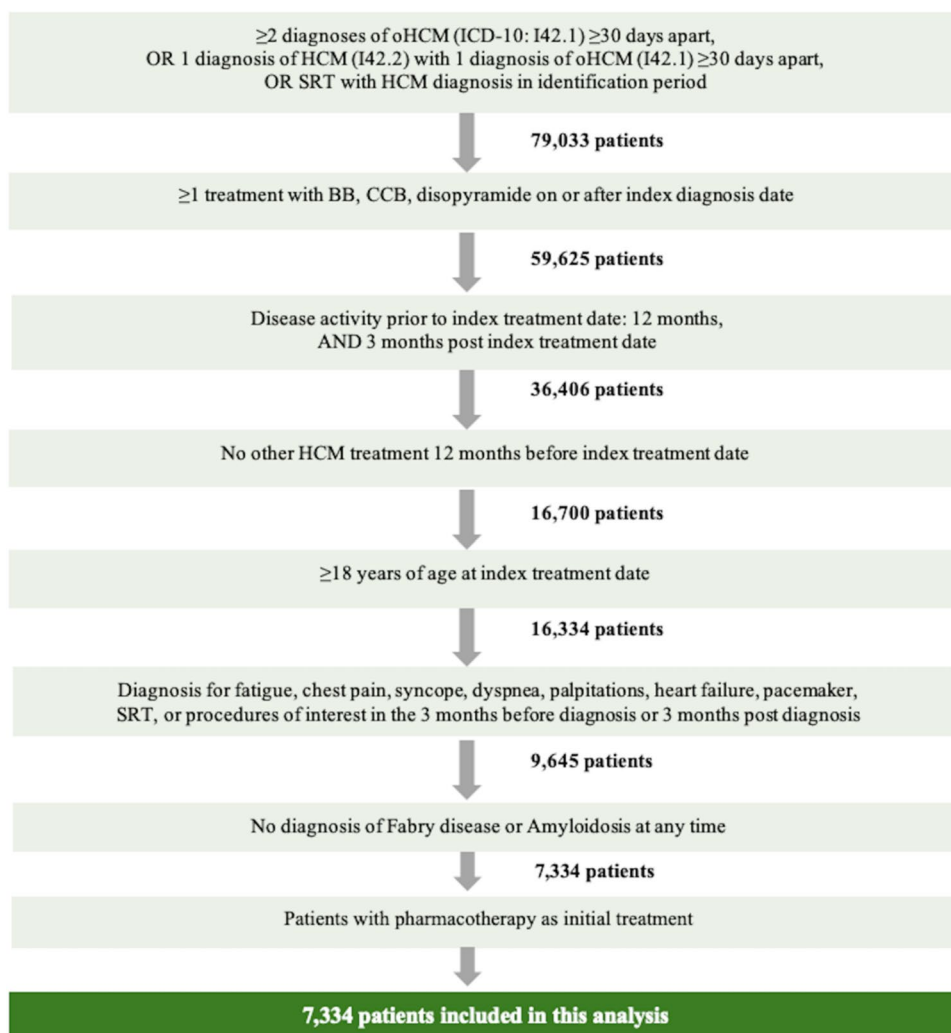 ≥2 diagnoses of oHCM (ICD-10: I42.1) ≥30 days apart,
OR 1 diagnosis of HCM (I42.2) with 1 diagnosis of oHCM (I42.1) ≥30 days apart,
OR SRT with HCM diagnosis in identification period
79,033 patients
≥1 treatment with BB, CCB, disopyramide on or after index diagnosis date
59,625 patients
Disease activity prior to index treatment date: 12 months,
AND 3 months post index treatment date
36,406 patients
No other HCM treatment 12 months before index treatment date
16,700 patients
≥18 years of age at index treatment date
16,334 patients
Diagnosis for fatigue, chest pain, syncope, dyspnea, palpitations, heart failure, pacemaker,
SRT, or procedures of interest in the 3 months before diagnosis or 3 months post diagnosis
9,645 patients
No diagnosis of Fabry disease or Amyloidosis at any time
7,334 patients
Patients with pharmacotherapy as initial treatment
7,334 patients included in this analysis